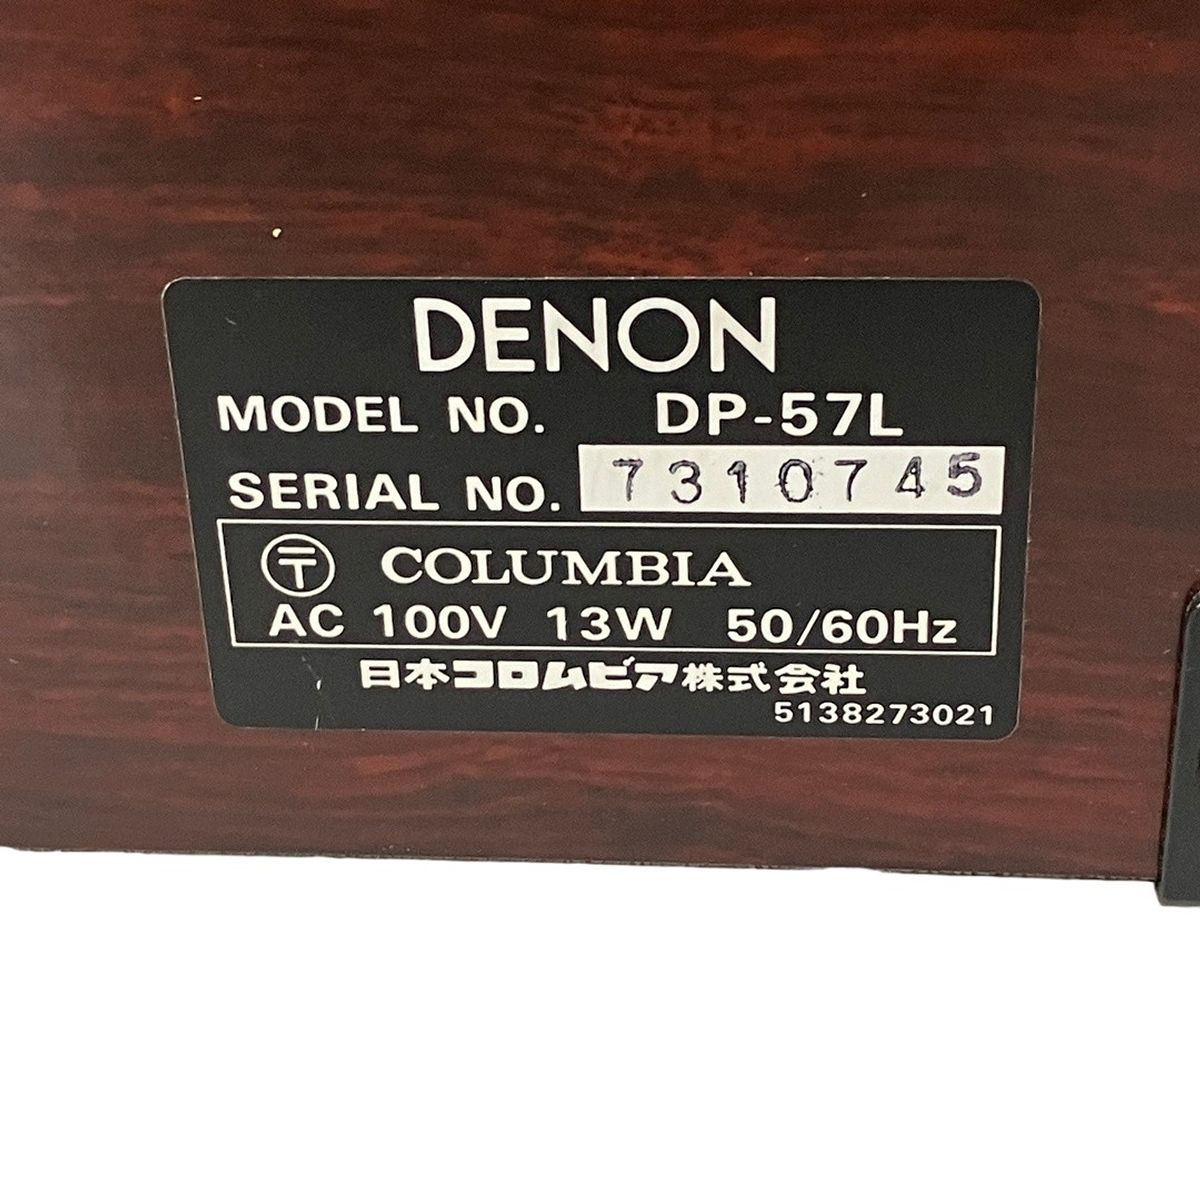 DENON
MODEL NO. DP-57L
SERIAL NO. 7310745
〒 COLUMBIA
AC 100V 13W 50/60Hz
日本コロムビア株式会社
5138273021